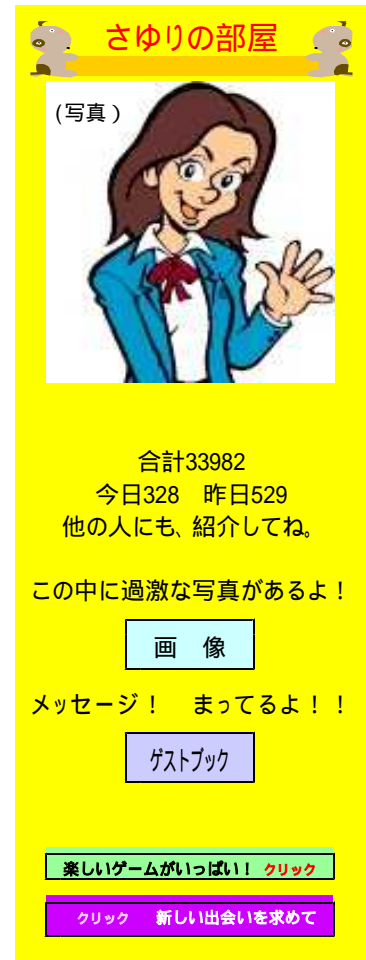 さゆりの部屋
(写真)
合計33982
今日328　昨日529
他の人にも、紹介してね。
この中に過激な写真があるよ！
画　像
メッセージ！　まってるよ！！
ｹﾞｽﾄﾌﾞｯｸ
楽しいゲームがいっぱい！ クリック
クリック　新しい出会いを求めて